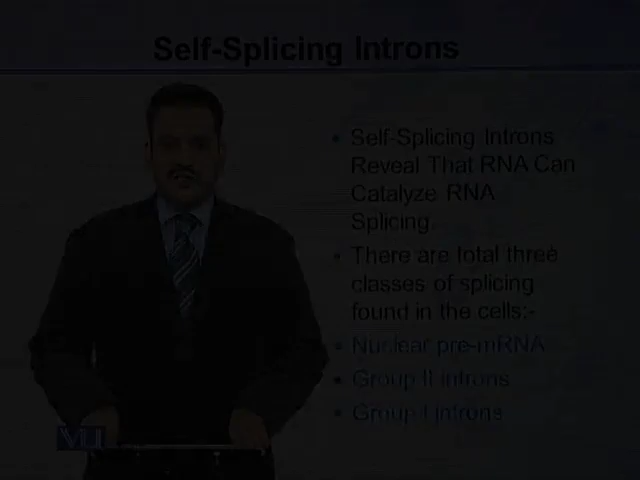 Self-Splicing Introns
• Self-Splicing Introns
Reveal That RNA Can
Catalyze RNA
Splicing.
• There are total three
classes of splicing
found in the cells:-
• Nuclear pre-mRNA
• Group II introns
• Group I introns
VU